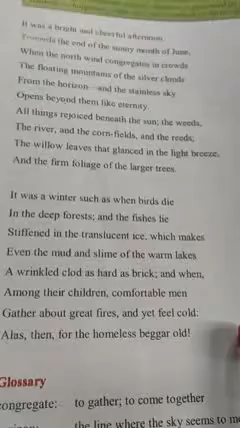 It was a bright and cheerful afternoon
Towards the end of the sunny month of June,
When the north wind congregates in crowds
The floating mountains of the silver clouds
From the horizon—and the stainless sky
Opens beyond them like eternity.
All things rejoiced beneath the sun; the weeds,
The river, and the corn-fields, and the reeds;
The willow leaves that glanced in the light breeze,
And the firm foliage of the larger trees.
It was a winter such as when birds die
In the deep forests; and the fishes lie
Stiffened in the translucent ice, which makes
Even the mud and slime of the warm lakes
A wrinkled clod as hard as brick; and when,
Among their children, comfortable men
Gather about great fires, and yet feel cold:
Alas, then, for the homeless beggar old!
Glossary
congregate: to gather; to come together
the line where the sky seems to